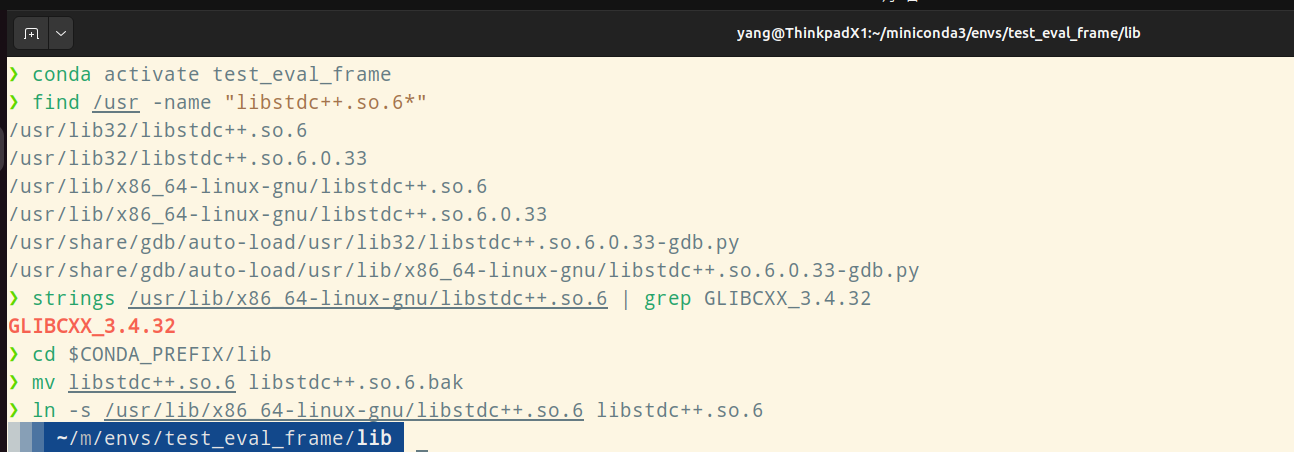 yang@ThinkpadX1:~/miniconda3/envs/test_eval_frame/lib
❯ conda activate test_eval_frame
❯ find /usr -name "libstdc++.so.6*"
/usr/lib32/libstdc++.so.6
/usr/lib32/libstdc++.so.6.0.33
/usr/lib/x86_64-linux-gnu/libstdc++.so.6
/usr/lib/x86_64-linux-gnu/libstdc++.so.6.0.33
/usr/share/gdb/auto-load/usr/lib32/libstdc++.so.6.0.33-gdb.py
/usr/share/gdb/auto-load/usr/lib/x86_64-linux-gnu/libstdc++.so.6.0.33-gdb.py
❯ strings /usr/lib/x86_64-linux-gnu/libstdc++.so.6 | grep GLIBCXX_3.4.32
GLIBCXX_3.4.32
❯ cd $CONDA_PREFIX/lib
❯ mv libstdc++.so.6 libstdc++.so.6.bak
❯ ln -s /usr/lib/x86_64-linux-gnu/libstdc++.so.6 libstdc++.so.6
~/m/envs/test_eval_frame/lib